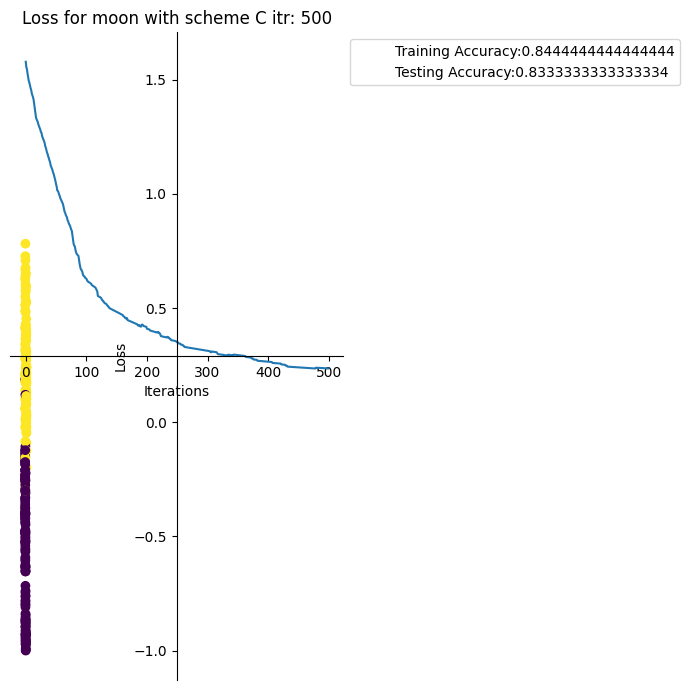 Loss for moon with scheme C itr: 500
Training Accuracy:0.8444444444444444
Testing Accuracy:0.8333333333333334
1.5
1.0
0.5
Loss
0 100 200 300 400 500
Iterations
0.0
−0.5
−1.0